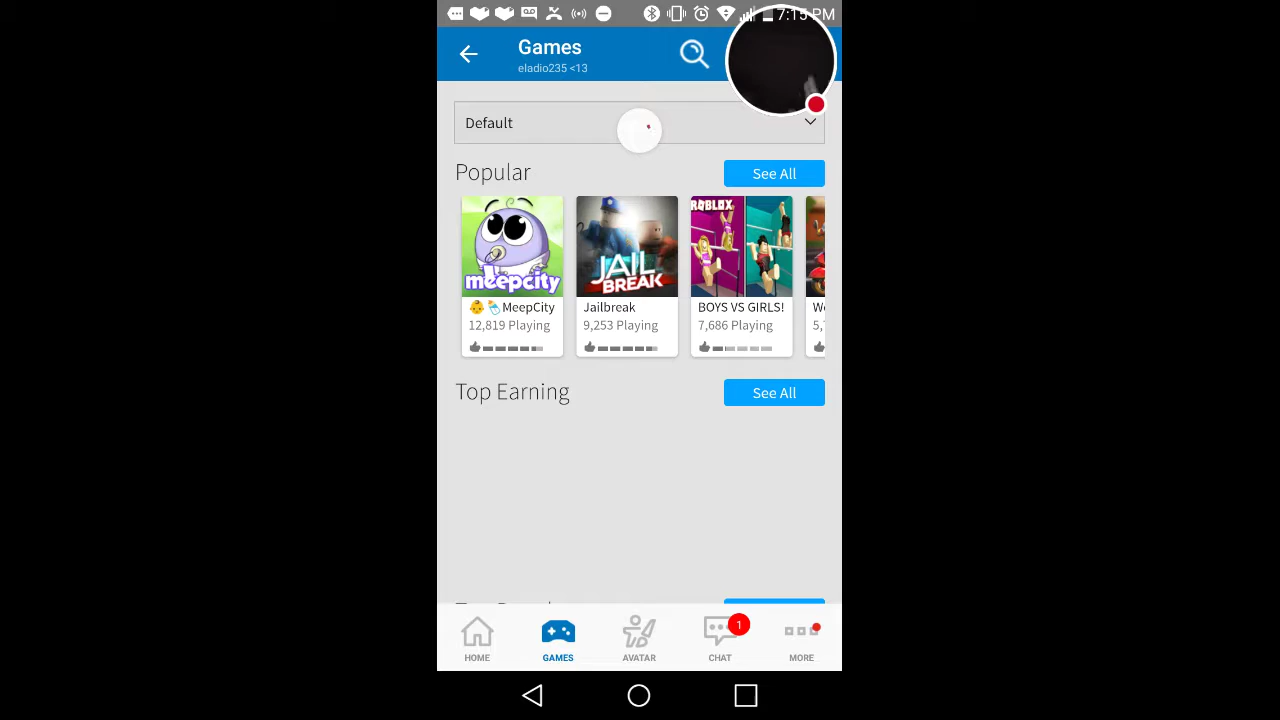 7:15 PM
Games
eladio235 <13
Default
Popular
See All
meepcity
JAIL
BREAK
ROBLOX
👶🍼MeepCity
Jailbreak
BOYS VS GIRLS!
12,819 Playing
9,253 Playing
7,686 Playing
Top Earning
See All
1
HOME
GAMES
AVATAR
CHAT
MORE